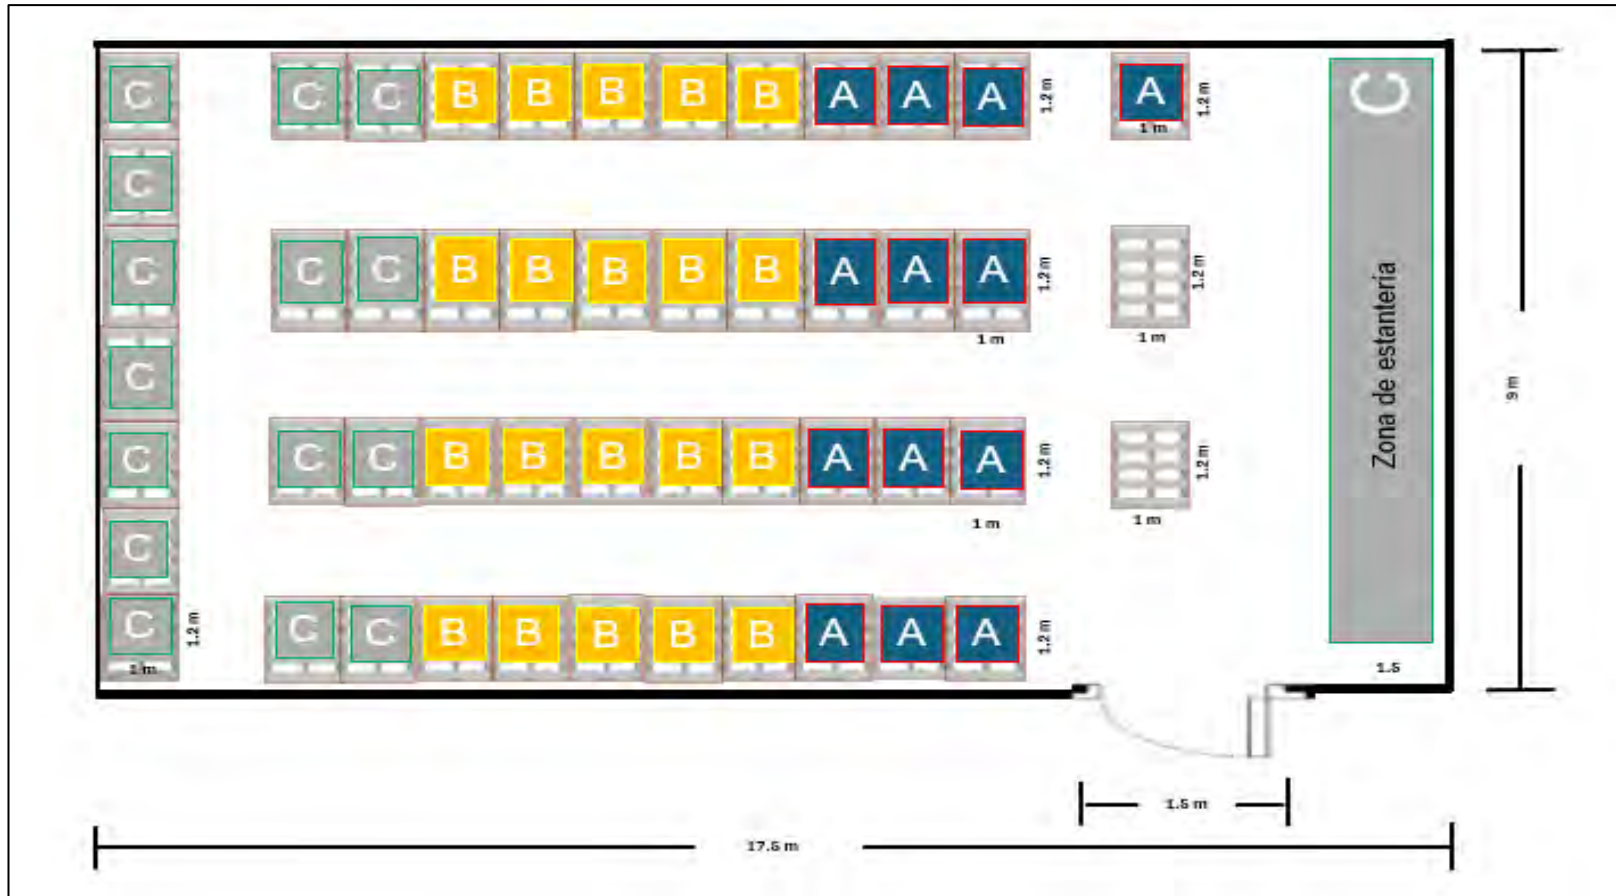 C C C B B B B B A A A 1.2 m A 1.2 m C
1 m
C
C C C B B B B B A A A 1.2 m 1.2 m
1 m 1 m
Zona de estantería
9 m
C
C C C B B B B B A A A 1.2 m 1.2 m
1 m 1 m
C
C C C B B B B B A A A 1.2 m
1.2 m
1 m
1.5
1.5 m
17.5 m